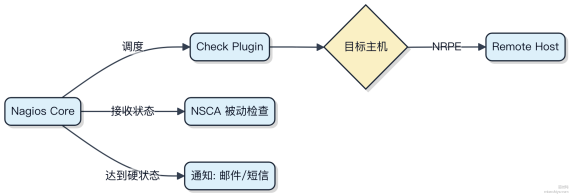 调度
Check Plugin
目标主机
NRPE
Remote Host
Nagios Core
接收状态
NSCA 被动检查
达到硬状态
通知: 邮件/短信